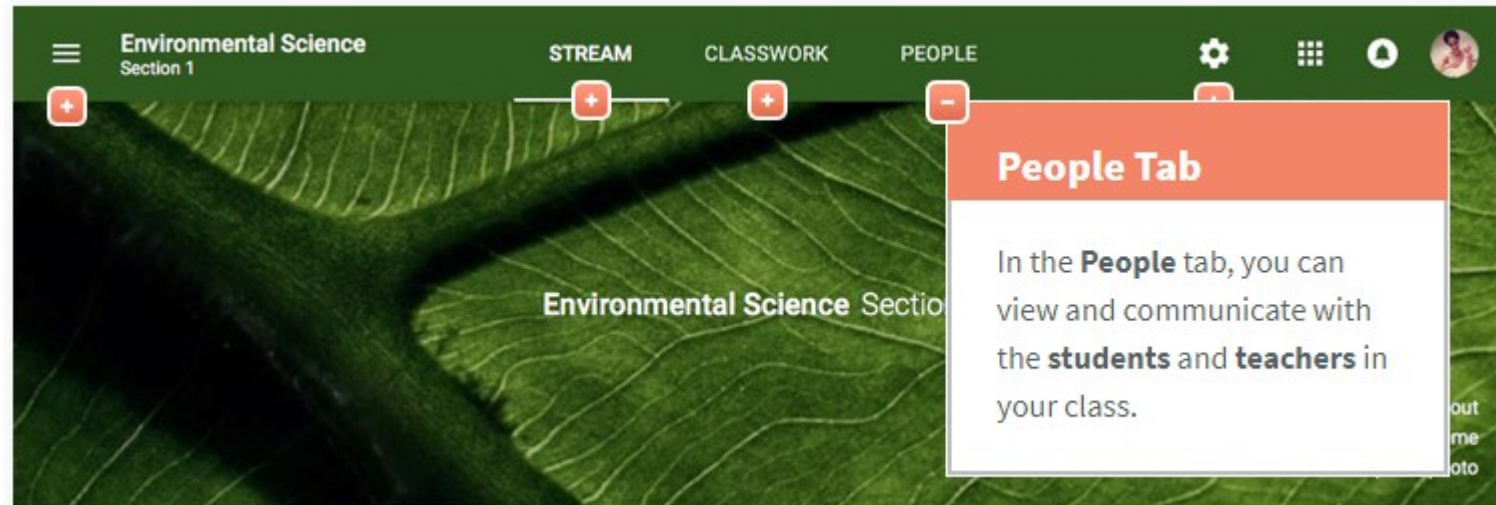 Environmental Science
Section 1
STREAM CLASSWORK PEOPLE
People Tab
In the People tab, you can
view and communicate with
the students and teachers in
your class.
Environmental Science